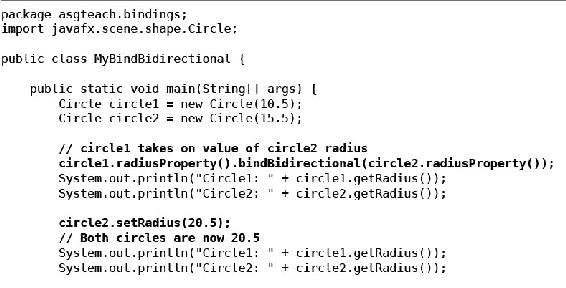 package asgteach.bindings;
import javafx.scene.shape.Circle;
public class MyBindBidirectional {
public static void main(String[] args) {
Circle circle1 = new Circle(10.5);
Circle circle2 = new Circle(15.5);
// circle1 takes on value of circle2 radius
circle1.radiusProperty().bindBidirectional(circle2.radiusProperty());
System.out.println("Circle1: " + circle1.getRadius());
System.out.println("Circle2: " + circle2.getRadius());
circle2.setRadius(20.5);
// Both circles are now 20.5
System.out.println("Circle1: " + circle1.getRadius());
System.out.println("Circle2: " + circle2.getRadius());